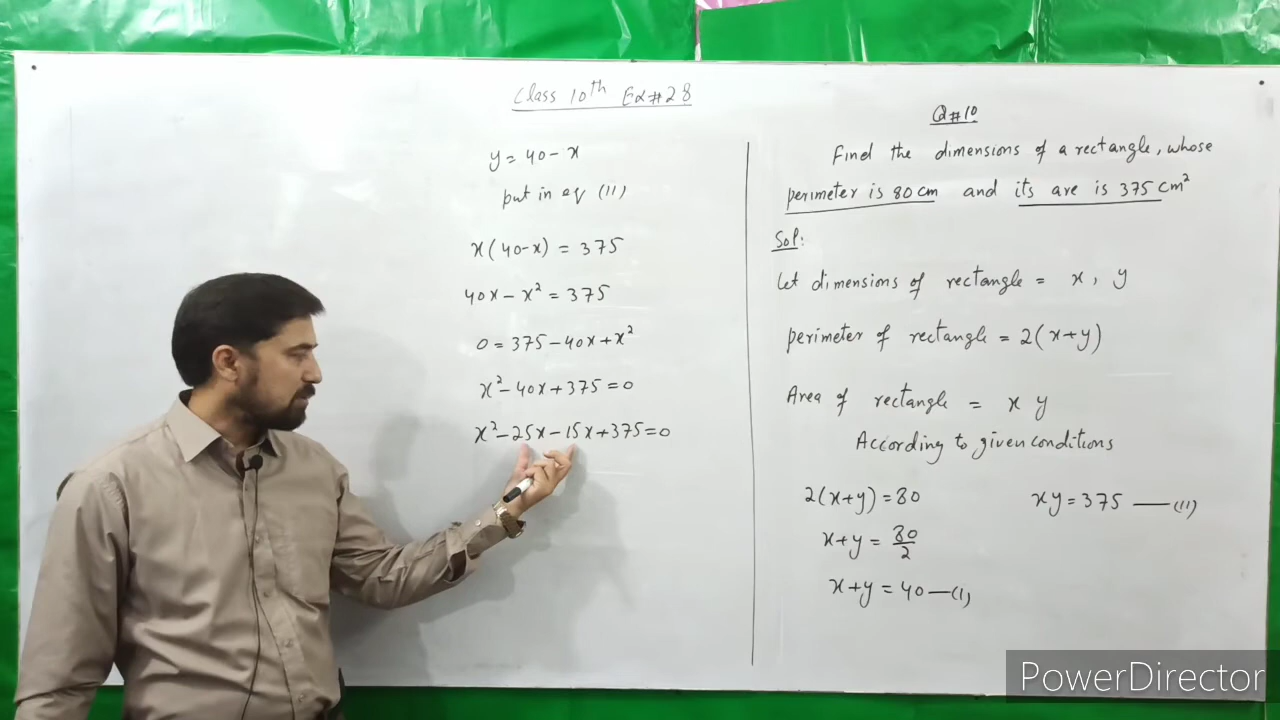 Class 10th Ex#28
Q#10
Find the dimensions of a rectangle, whose
perimeter is 80 cm and its are is 375 cm²
Sol:
Let dimensions of rectangle = x, y
perimeter of rectangle = 2(x+y)
Area of rectangle = x y
According to given conditions
2(x+y) = 80
xy = 375 — (II)
x+y = 80/2
x+y = 40 — (I)
y = 40 - x
put in eq (II)
x(40-x) = 375
40x - x² = 375
0 = 375 - 40x + x²
x² - 40x + 375 = 0
x² - 25x - 15x + 375 = 0
PowerDirector